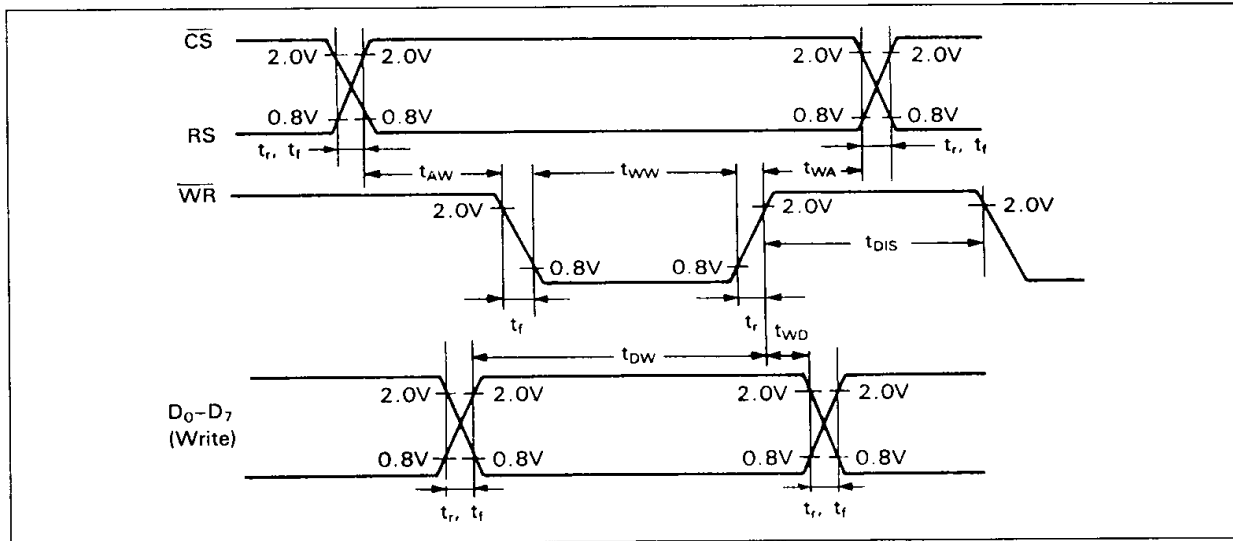 C̅S̅
2.0V 2.0V 2.0V 2.0V
0.8V 0.8V 0.8V 0.8V
RS
tr, tf tr, tf
tAW tWW tWA
W̅R̅
2.0V 2.0V 2.0V
tDIS
0.8V 0.8V
tf tr tWD
tDW
2.0V 2.0V 2.0V 2.0V
D0–D7
(Write)
0.8V 0.8V 0.8V 0.8V
tr, tf tr, tf